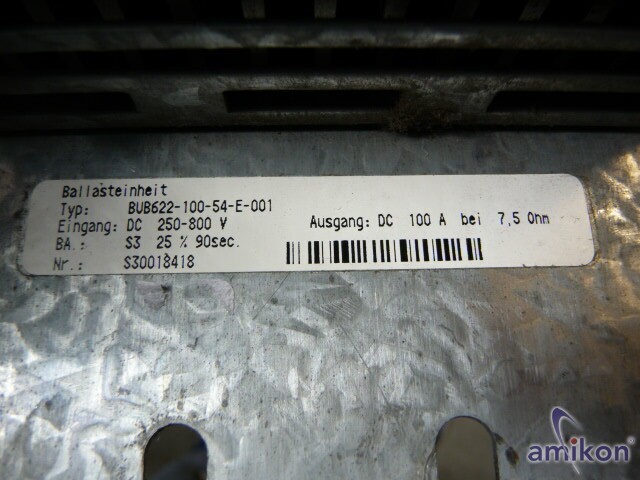 Ballasteinheit
Typ: BUB622-100-54-E-001
Eingang: DC 250-800 V Ausgang: DC 100 A bei 7,5 Ohm
BA.: S3 25 % 90sec.
Nr.: S30018418
amikon